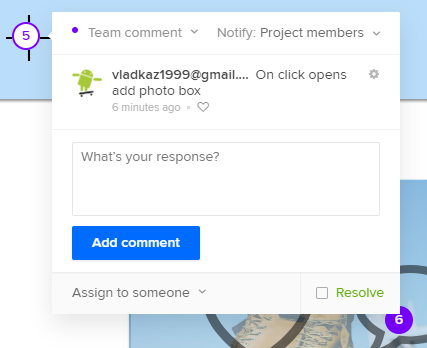 5
Team comment Notify: Project members
vladkaz1999@gmail.... On click opens
add photo box
6 minutes ago •
What's your response?
Add comment
Assign to someone Resolve
6